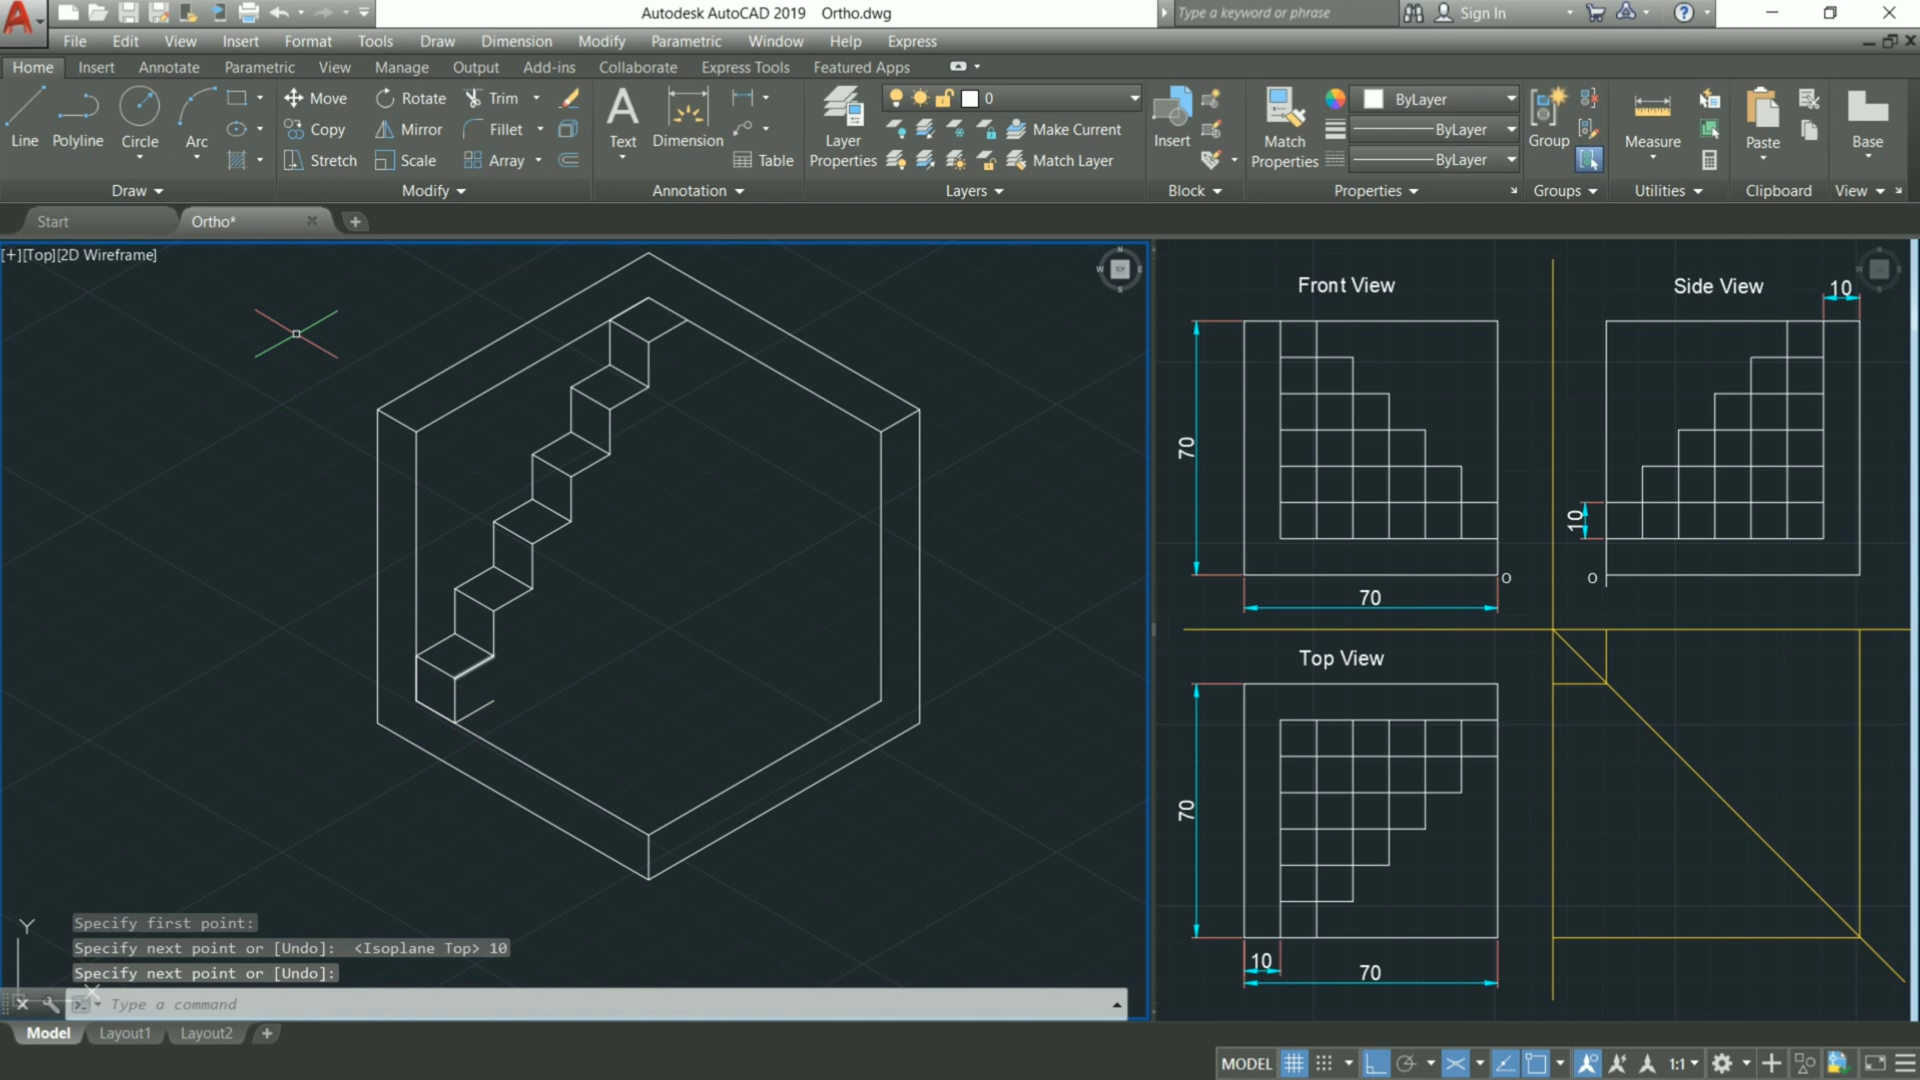 Autodesk AutoCAD 2019 Ortho.dwg
Type a keyword or phrase
Sign In
File Edit View Insert Format Tools Draw Dimension Modify Parametric Window Help Express
Home Insert Annotate Parametric View Manage Output Add-ins Collaborate Express Tools Featured Apps
Move Rotate Trim
0
ByLayer
Line Polyline Circle Arc
Copy Mirror Fillet
Text Dimension
Make Current
ByLayer
Stretch Scale Array
Table
Layer Properties
Match Layer
Insert
Match Properties
ByLayer
Group
Measure
Paste
Base
Draw Modify Annotation Layers Block Properties Groups Utilities Clipboard View
Start Ortho*
[+][Top][2D Wireframe]
N
W TOP E
S
Front View
Side View
10
N
W
S
70
10
O
O
70
Top View
70
10
70
Y
X
Specify first point:
Specify next point or [Undo]: <Isoplane Top> 10
Specify next point or [Undo]:
Type a command
Model Layout1 Layout2
MODEL
1:1